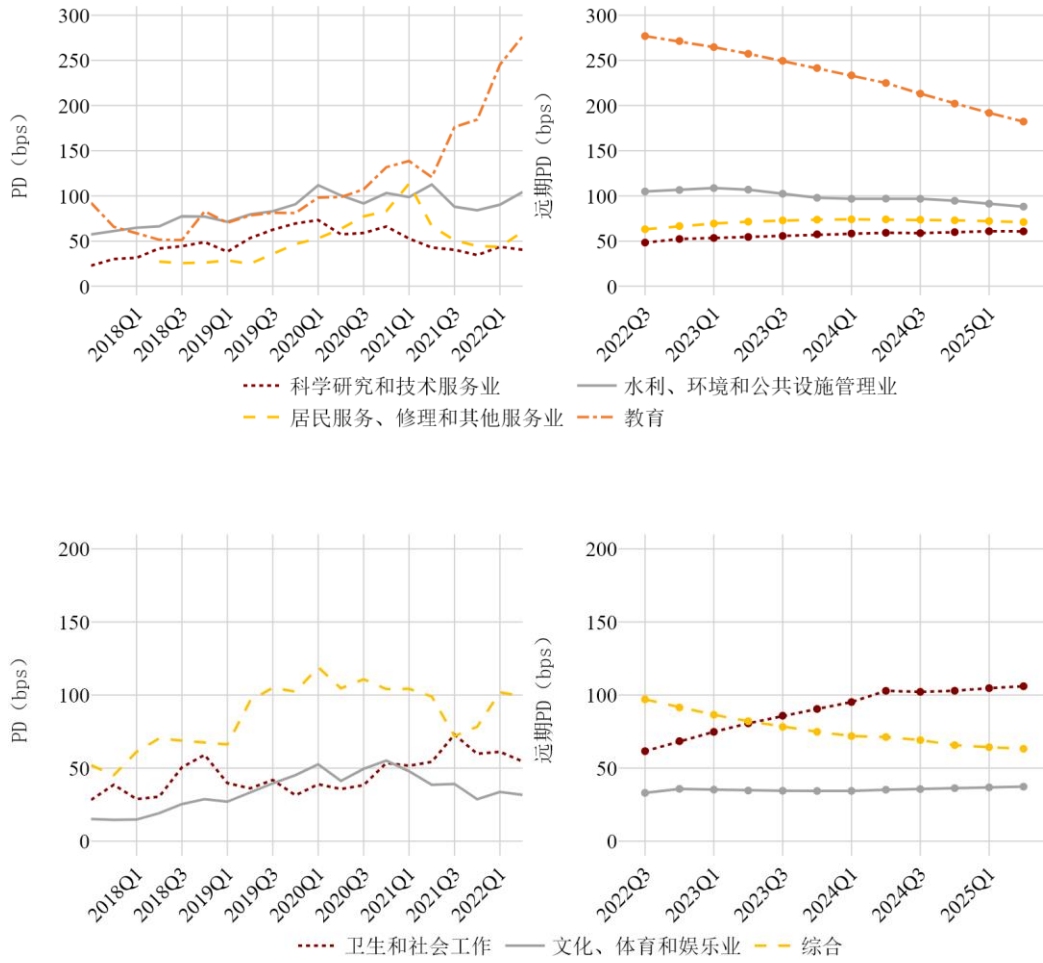 300
250
200
150
100
50
0
PD（bps）
2018Q1
2018Q3
2019Q1
2019Q3
2020Q1
2020Q3
2021Q1
2021Q3
2022Q1
300
250
200
150
100
50
0
远期PD（bps）
2022Q3
2023Q1
2023Q3
2024Q1
2024Q3
2025Q1
科学研究和技术服务业 水利、环境和公共设施管理业
居民服务、修理和其他服务业 教育
200
150
100
50
0
PD（bps）
2018Q1
2018Q3
2019Q1
2019Q3
2020Q1
2020Q3
2021Q1
2021Q3
2022Q1
200
150
100
50
0
远期PD（bps）
2022Q3
2023Q1
2023Q3
2024Q1
2024Q3
2025Q1
卫生和社会工作 文化、体育和娱乐业 综合